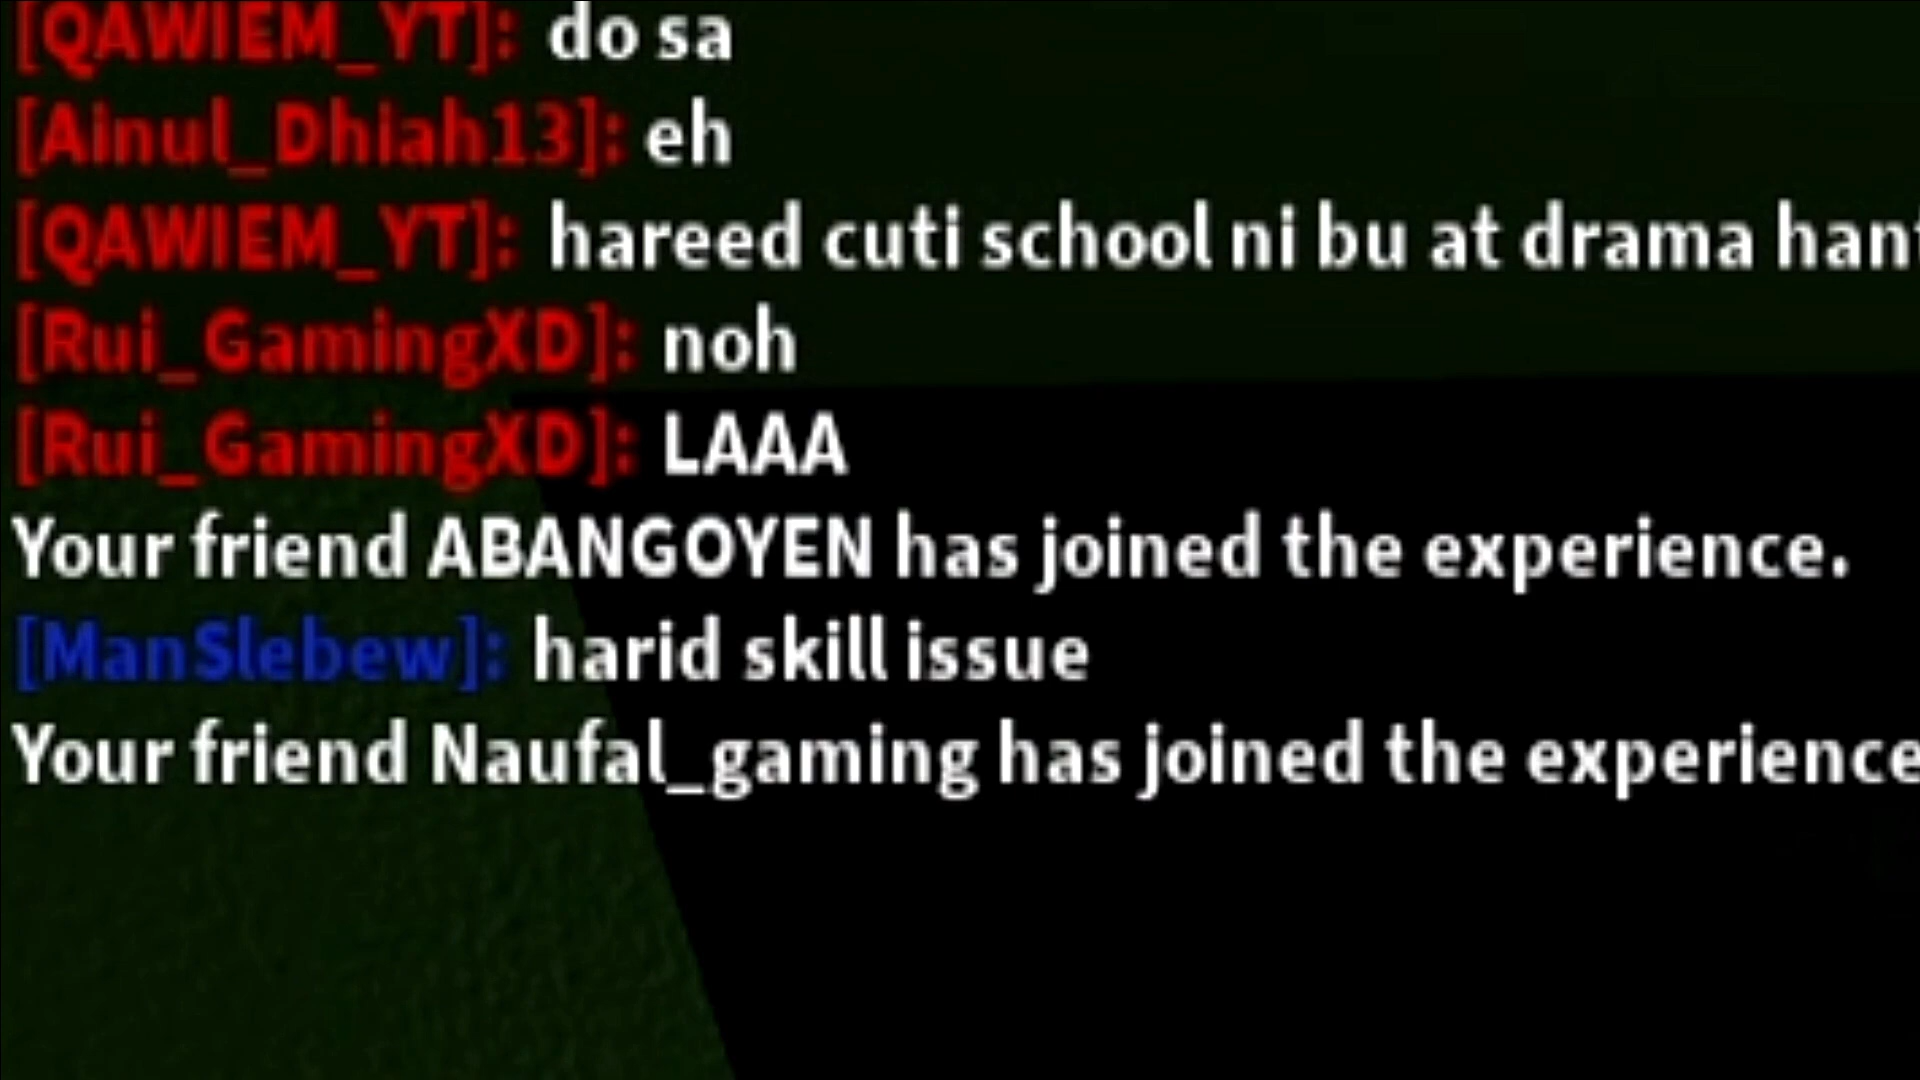 [QAWIEM_YT]: do sa
[Ainul_Dhiah13]: eh
[QAWIEM_YT]: hareed cuti school ni bu at drama hant
[Rui_GamingXD]: noh
[Rui_GamingXD]: LAAA
Your friend ABANGOYEN has joined the experience.
[ManSlebew]: harid skill issue
Your friend Naufal_gaming has joined the experience